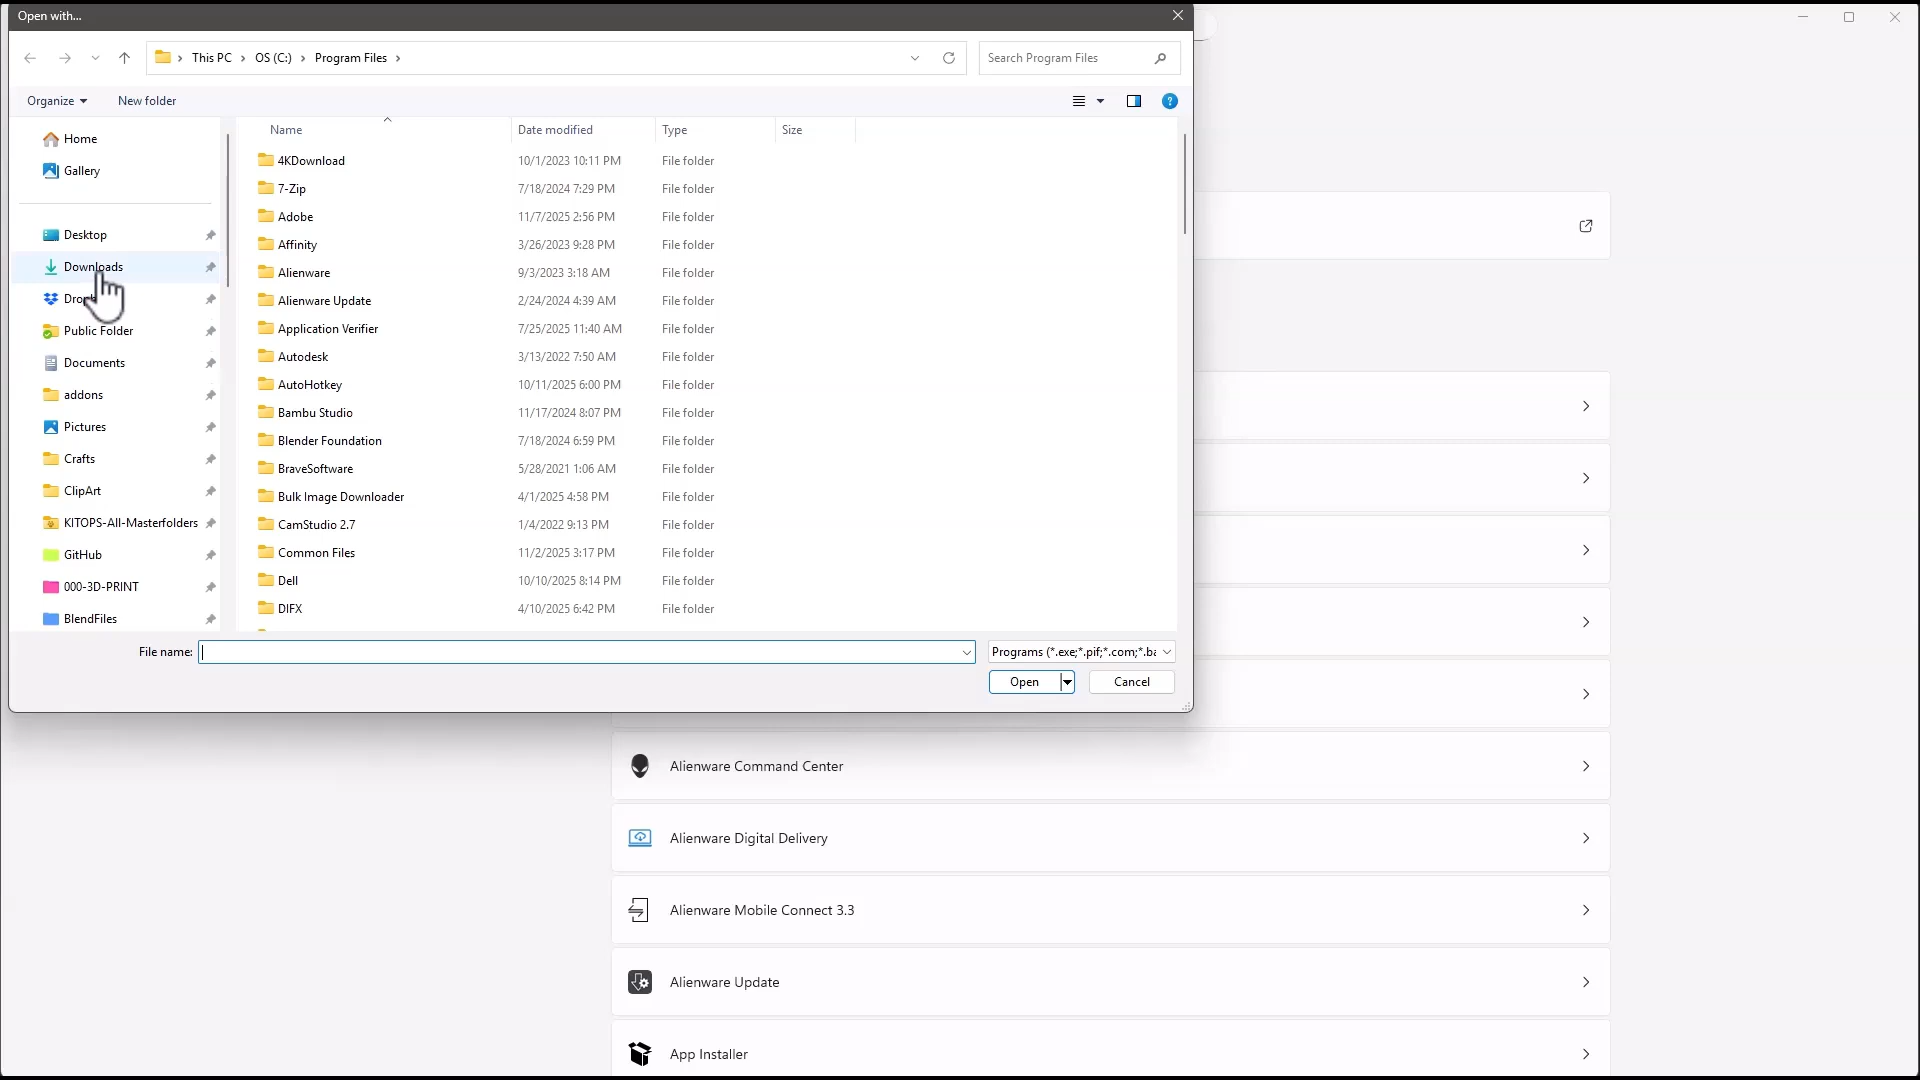 Open with...
This PC > OS (C:) > Program Files >
Search Program Files
Organize
New folder
Name
Date modified
Type
Size
Home
Gallery
Desktop
Downloads
Public Folder
Documents
addons
Pictures
Crafts
ClipArt
KITOPS-All-Masterfolders
GitHub
000-3D-PRINT
BlendFiles
4KDownload 10/1/2023 10:11 PM File folder
7-Zip 7/18/2024 7:29 PM File folder
Adobe 11/7/2025 2:56 PM File folder
Affinity 3/26/2023 9:28 PM File folder
Alienware 9/3/2023 3:18 AM File folder
Alienware Update 2/24/2024 4:39 AM File folder
Application Verifier 7/25/2025 11:40 AM File folder
Autodesk 3/13/2022 7:50 AM File folder
AutoHotkey 10/11/2025 6:00 PM File folder
Bambu Studio 11/17/2024 8:07 PM File folder
Blender Foundation 7/18/2024 6:59 PM File folder
BraveSoftware 5/28/2021 1:06 AM File folder
Bulk Image Downloader 4/1/2025 4:58 PM File folder
CamStudio 2.7 1/4/2022 9:13 PM File folder
Common Files 11/2/2025 3:17 PM File folder
Dell 10/10/2025 8:14 PM File folder
DIFX 4/10/2025 6:42 PM File folder
File name:
Programs (*.exe;*.pif;*.com;*.ba
Open
Cancel
Alienware Command Center
Alienware Digital Delivery
Alienware Mobile Connect 3.3
Alienware Update
App Installer